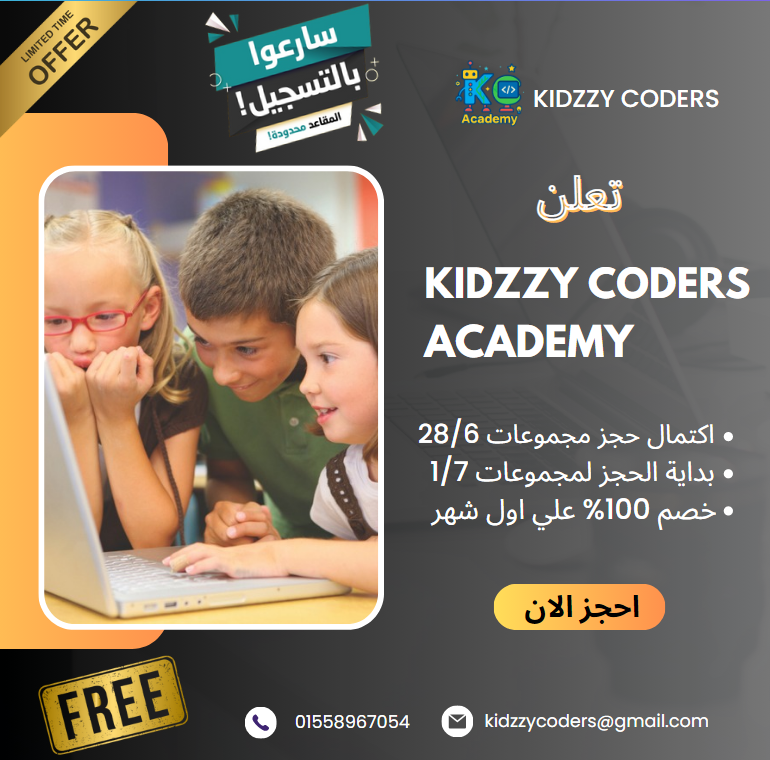 LIMITED TIME
OFFER
سارعوا
بالتسجيل!
المقاعد محدودة!
KC
Academy
KIDZZY CODERS
تعلن
KIDZZY CODERS
ACADEMY
• اكتمال حجز مجموعات 28/6
• بداية الحجز لمجموعات 1/7
• خصم 100% علي اول شهر
احجز الان
FREE
01558967054
kidzzycoders@gmail.com